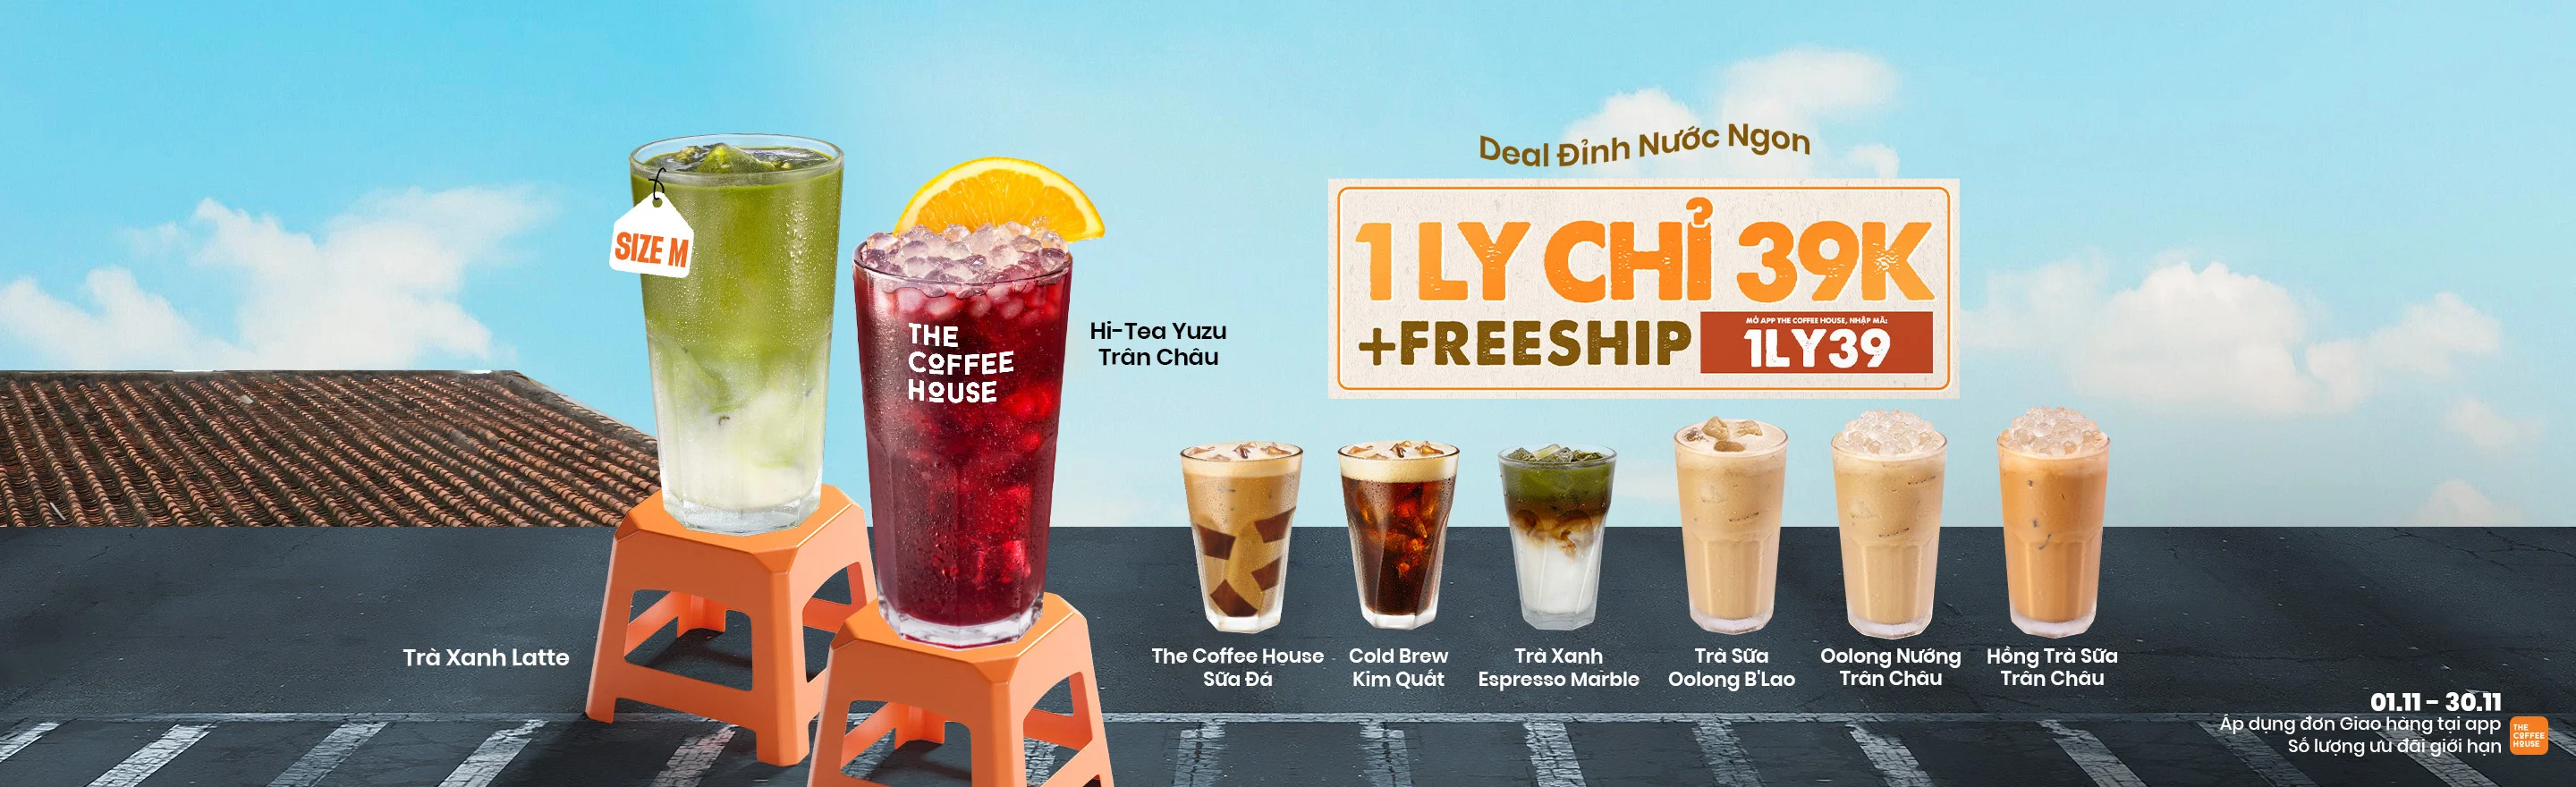 Deal Đỉnh Nước Ngon
1 LY CHỈ 39K
+FREESHIP
MỞ APP THE COFFEE HOUSE, NHẬP MÃ:
1LY39
SIZE M
THE
COFFEE
HOUSE
Hi-Tea Yuzu
Trân Châu
Trà Xanh Latte
The Coffee House
Sữa Đá
Cold Brew
Kim Quất
Trà Xanh
Espresso Marble
Trà Sữa
Oolong B'Lao
Oolong Nướng
Trân Châu
Hồng Trà Sữa
Trân Châu
01.11 - 30.11
Áp dụng đơn Giao hàng tại app
Số lượng ưu đãi giới hạn
THE
COFFEE
HOUSE